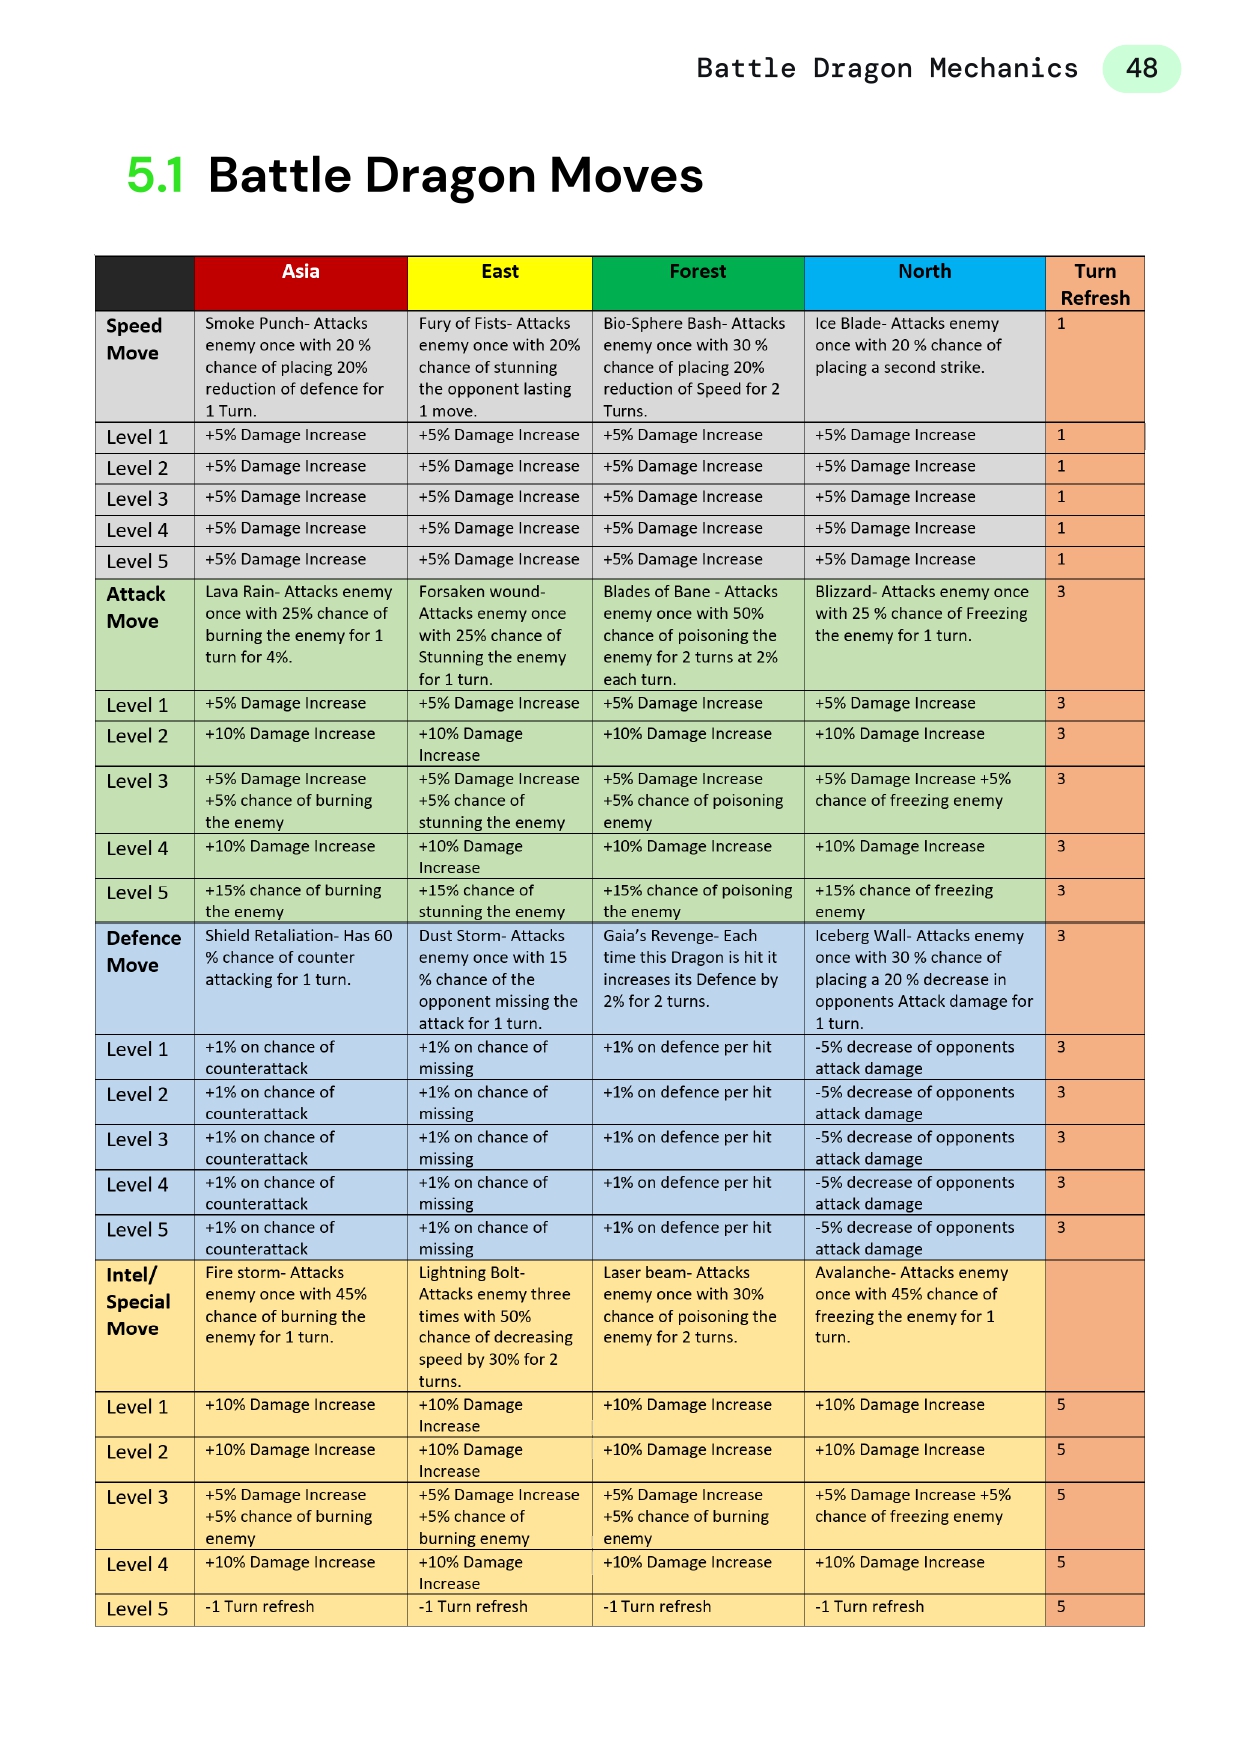 Battle Dragon Mechanics 48
5.1 Battle Dragon Moves
Asia East Forest North Turn
Refresh
Speed
Move
Smoke Punch- Attacks
enemy once with 20 %
chance of placing 20%
reduction of defence for
1 Turn.
Fury of Fists- Attacks
enemy once with 20%
chance of stunning
the opponent lasting
1 move.
Bio-Sphere Bash- Attacks
enemy once with 30 %
chance of placing 20%
reduction of Speed for 2
Turns.
Ice Blade- Attacks enemy
once with 20 % chance of
placing a second strike.
1
Level 1 +5% Damage Increase +5% Damage Increase +5% Damage Increase +5% Damage Increase 1
Level 2 +5% Damage Increase +5% Damage Increase +5% Damage Increase +5% Damage Increase 1
Level 3 +5% Damage Increase +5% Damage Increase +5% Damage Increase +5% Damage Increase 1
Level 4 +5% Damage Increase +5% Damage Increase +5% Damage Increase +5% Damage Increase 1
Level 5 +5% Damage Increase +5% Damage Increase +5% Damage Increase +5% Damage Increase 1
Attack
Move
Lava Rain- Attacks enemy
once with 25% chance of
burning the enemy for 1
turn for 4%.
Forsaken wound-
Attacks enemy once
with 25% chance of
Stunning the enemy
for 1 turn.
Blades of Bane - Attacks
enemy once with 50%
chance of poisoning the
enemy for 2 turns at 2%
each turn.
Blizzard- Attacks enemy once
with 25 % chance of Freezing
the enemy for 1 turn.
3
Level 1 +5% Damage Increase +5% Damage Increase +5% Damage Increase +5% Damage Increase 3
Level 2 +10% Damage Increase
+10% Damage
Increase
+10% Damage Increase +10% Damage Increase 3
Level 3
+5% Damage Increase
+5% chance of burning
the enemy
+5% Damage Increase
+5% chance of
stunning the enemy
+5% Damage Increase
+5% chance of poisoning
enemy
+5% Damage Increase +5%
chance of freezing enemy
3
Level 4 +10% Damage Increase
+10% Damage
Increase
+10% Damage Increase +10% Damage Increase 3
Level 5
+15% chance of burning
the enemy
+15% chance of
stunning the enemy
+15% chance of poisoning
the enemy
+15% chance of freezing
enemy
3
Defence
Move
Shield Retaliation- Has 60
% chance of counter
attacking for 1 turn.
Dust Storm- Attacks
enemy once with 15
% chance of the
opponent missing the
attack for 1 turn.
Gaia’s Revenge- Each
time this Dragon is hit it
increases its Defence by
2% for 2 turns.
Iceberg Wall- Attacks enemy
once with 30 % chance of
placing a 20 % decrease in
opponents Attack damage for
1 turn.
3
Level 1
+1% on chance of
counterattack
+1% on chance of
missing
+1% on defence per hit
-5% decrease of opponents
attack damage
3
Level 2
+1% on chance of
counterattack
+1% on chance of
missing
+1% on defence per hit
-5% decrease of opponents
attack damage
3
Level 3
+1% on chance of
counterattack
+1% on chance of
missing
+1% on defence per hit
-5% decrease of opponents
attack damage
3
Level 4
+1% on chance of
counterattack
+1% on chance of
missing
+1% on defence per hit
-5% decrease of opponents
attack damage
3
Level 5
+1% on chance of
counterattack
+1% on chance of
missing
+1% on defence per hit
-5% decrease of opponents
attack damage
3
Intel/
Special
Move
Fire storm- Attacks
enemy once with 45%
chance of burning the
enemy for 1 turn.
Lightning Bolt-
Attacks enemy three
times with 50%
chance of decreasing
speed by 30% for 2
turns.
Laser beam- Attacks
enemy once with 30%
chance of poisoning the
enemy for 2 turns.
Avalanche- Attacks enemy
once with 45% chance of
freezing the enemy for 1
turn.
Level 1 +10% Damage Increase
+10% Damage
Increase
+10% Damage Increase +10% Damage Increase 5
Level 2 +10% Damage Increase
+10% Damage
Increase
+10% Damage Increase +10% Damage Increase 5
Level 3
+5% Damage Increase
+5% chance of burning
enemy
+5% Damage Increase
+5% chance of
burning enemy
+5% Damage Increase
+5% chance of burning
enemy
+5% Damage Increase +5%
chance of freezing enemy
5
Level 4 +10% Damage Increase
+10% Damage
Increase
+10% Damage Increase +10% Damage Increase 5
Level 5 -1 Turn refresh -1 Turn refresh -1 Turn refresh -1 Turn refresh 5